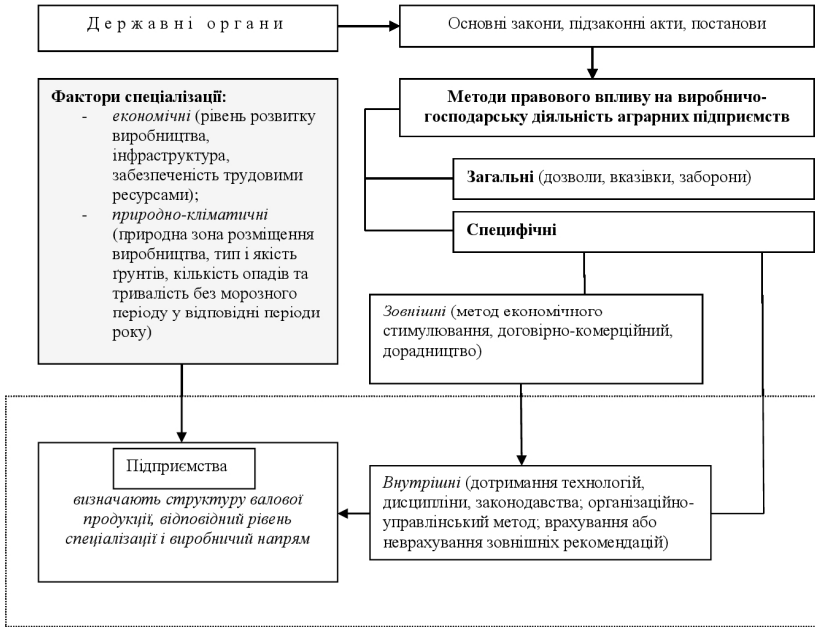 Державні органи
Основні закони, підзаконні акти, постанови
Фактори спеціалізації:
- економічні (рівень розвитку
виробництва,
інфраструктура,
забезпеченість трудовими
ресурсами);
- природно-кліматичні
(природна зона розміщення
виробництва, тип і якість
ґрунтів, кількість опадів та
тривалість без морозного
періоду у відповідні періоди
року)
Методи правового впливу на виробничо-
господарську діяльність аграрних підприємств
Загальні (дозволи, вказівки, заборони)
Специфічні
Зовнішні (метод економічного
стимулювання, договірно-комерційний,
дорадництво)
Підприємства
визначають структуру валової
продукції, відповідний рівень
спеціалізації і виробничий напрям
Внутрішні (дотримання технологій,
дисципліни, законодавства; організаційно-
управлінський метод; врахування або
неврахування зовнішніх рекомендацій)